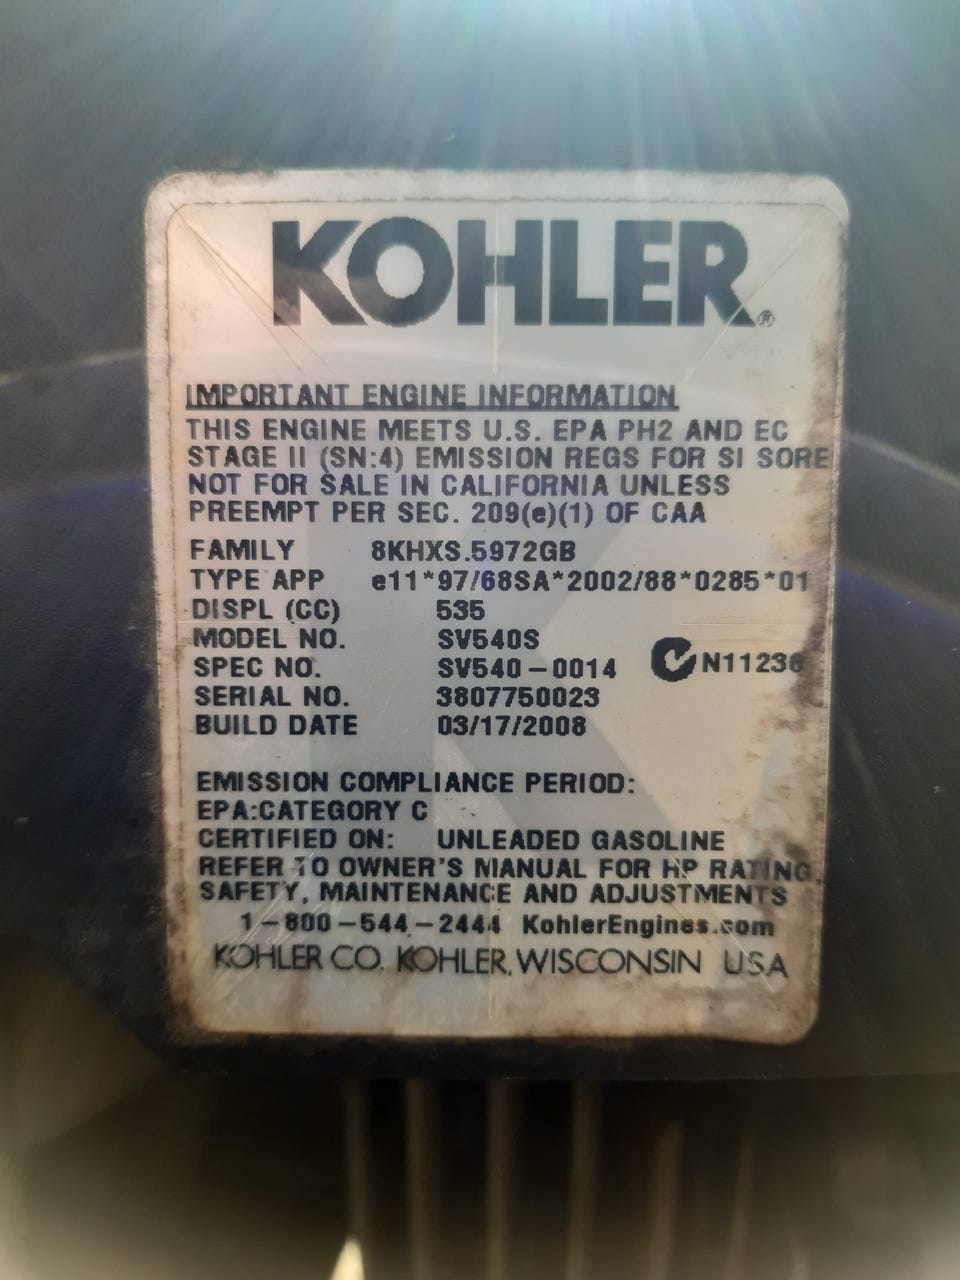 KOHLER®
IMPORTANT ENGINE INFORMATION
THIS ENGINE MEETS U.S. EPA PH2 AND EC
STAGE II (SN:4) EMISSION REGS FOR SI SORE
NOT FOR SALE IN CALIFORNIA UNLESS
PREEMPT PER SEC. 209(e)(1) OF CAA
FAMILY 8KHXS.5972GB
TYPE APP e11*97/68SA*2002/88*0285*01
DISPL (CC) 535
MODEL NO. SV540S
SPEC NO. SV540-0014 N11236
SERIAL NO. 3807750023
BUILD DATE 03/17/2008
EMISSION COMPLIANCE PERIOD:
EPA:CATEGORY C
CERTIFIED ON: UNLEADED GASOLINE
REFER TO OWNER'S MANUAL FOR HP RATING,
SAFETY, MAINTENANCE AND ADJUSTMENTS
1-800-544-2444 KohlerEngines.com
KOHLER CO. KOHLER, WISCONSIN USA